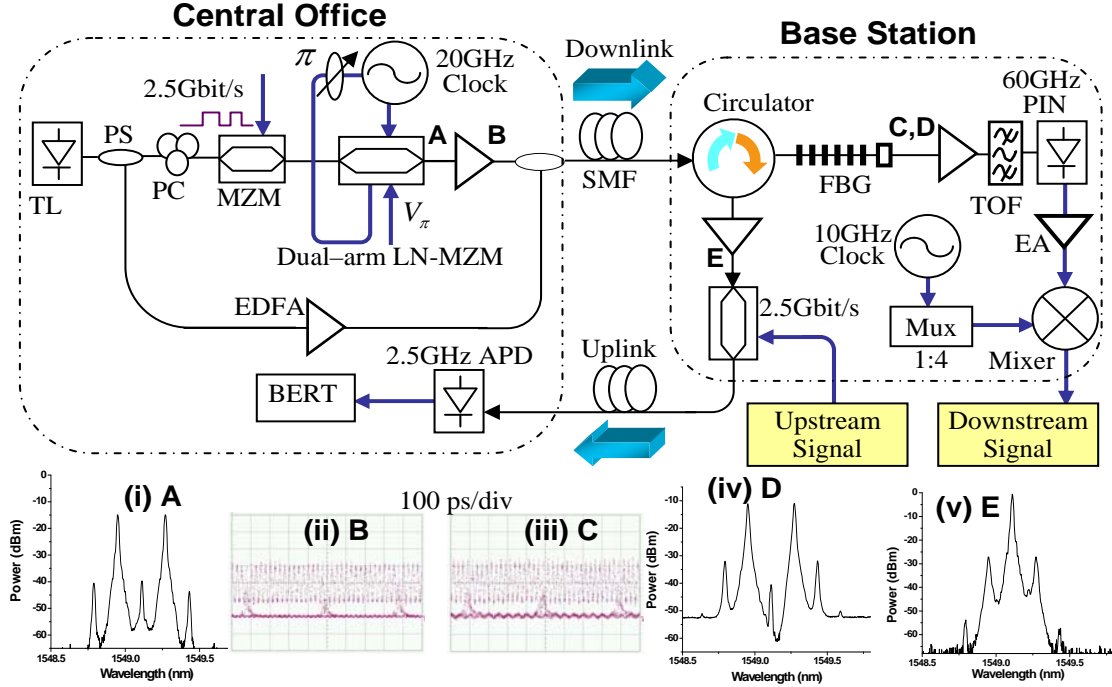 Central Office
Base Station
Downlink
π
20GHz
Clock
2.5Gbit/s
A
B
60GHz
PIN
Circulator
C,D
PS
PC
MZM
TL
Vπ
Dual–arm LN-MZM
SMF
FBG
TOF
10GHz
Clock
EA
E
EDFA
2.5Gbit/s
Mux
1:4
Mixer
2.5GHz APD
Uplink
BERT
Upstream
Signal
Downstream
Signal
(i) A
Power (dBm)
0
-10
-20
-30
-40
-50
-60
1548.5
1549.0
1549.5
Wavelength (nm)
100 ps/div
(ii) B
(iii) C
(iv) D
Power (dBm)
0
-10
-20
-30
-40
-50
-60
1548.5
1549.0
1549.5
Wavelength (nm)
(v) E
Power (dBm)
0
-10
-20
-30
-40
-50
-60
1548.5
1549.0
1549.5
Wavelength (nm)